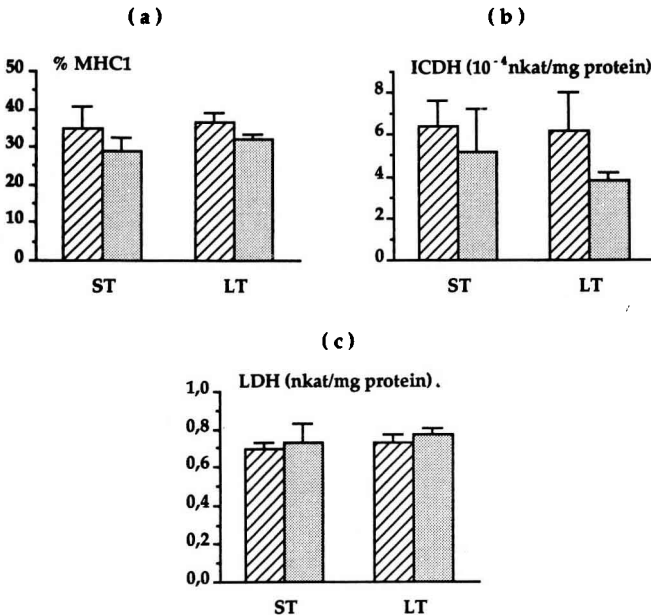 (a)
% MHC1
50
40
30
20
10
0
ST LT
(b)
ICDH (10⁻⁴nkat/mg protein)
8
6
4
2
0
ST LT
(c)
LDH (nkat/mg protein).
1,0
0,8
0,6
0,4
0,2
0,0
ST LT